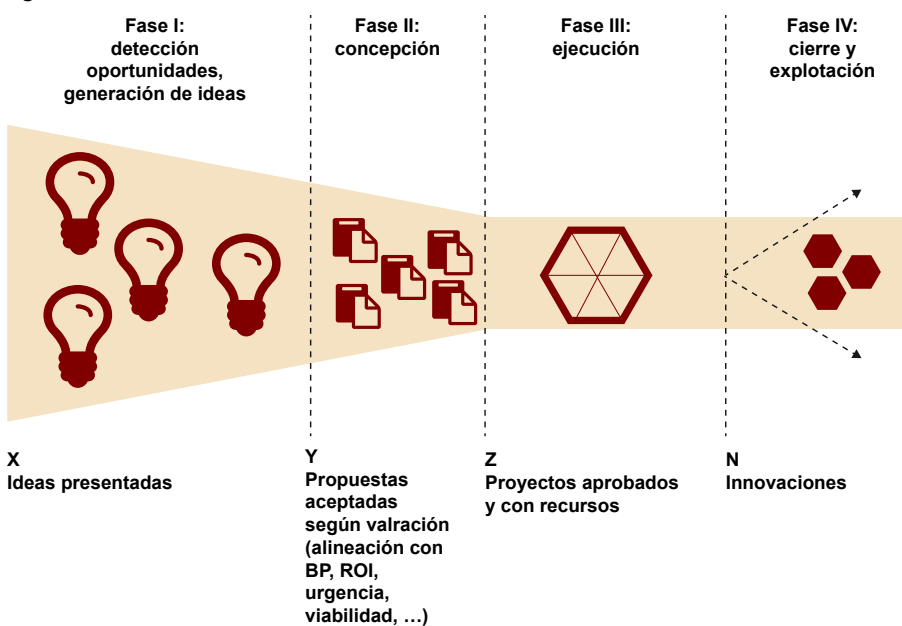 Fase I:
detección
oportunidades,
generación de ideas
Fase II:
concepción
Fase III:
ejecución
Fase IV:
cierre y
explotación
X
Ideas presentadas
Y
Propuestas
aceptadas
según valración
(alineación con
BP, ROI,
urgencia,
viabilidad, …)
Z
Proyectos aprobados
y con recursos
N
Innovaciones